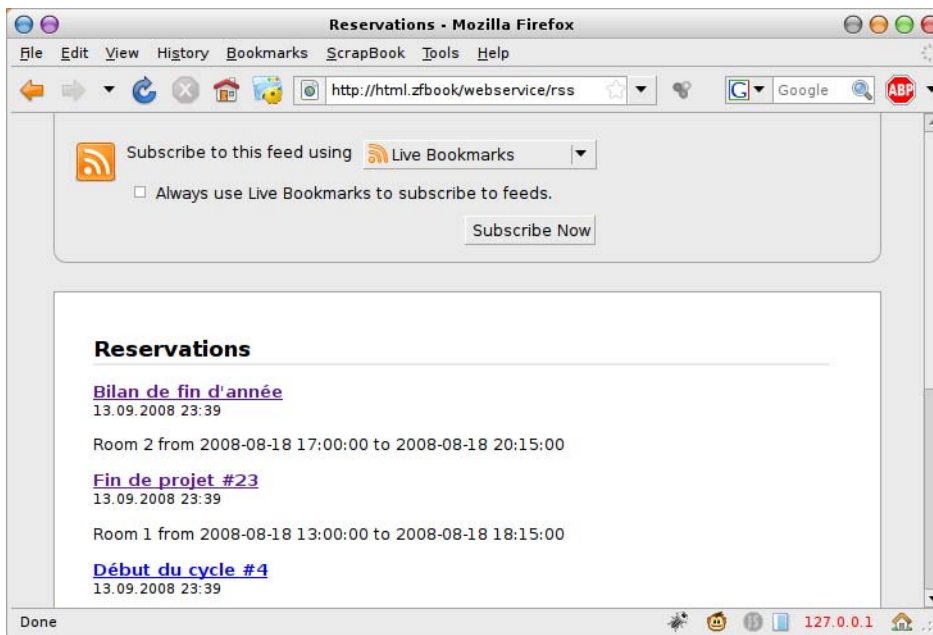 Reservations - Mozilla Firefox
File Edit View History Bookmarks ScrapBook Tools Help
http://html.zfbook/webservice/rss G Google ABP
Subscribe to this feed using Live Bookmarks
Always use Live Bookmarks to subscribe to feeds.
Subscribe Now
Reservations
Bilan de fin d'année
13.09.2008 23:39
Room 2 from 2008-08-18 17:00:00 to 2008-08-18 20:15:00
Fin de projet #23
13.09.2008 23:39
Room 1 from 2008-08-18 13:00:00 to 2008-08-18 18:15:00
Début du cycle #4
13.09.2008 23:39
Done 127.0.0.1